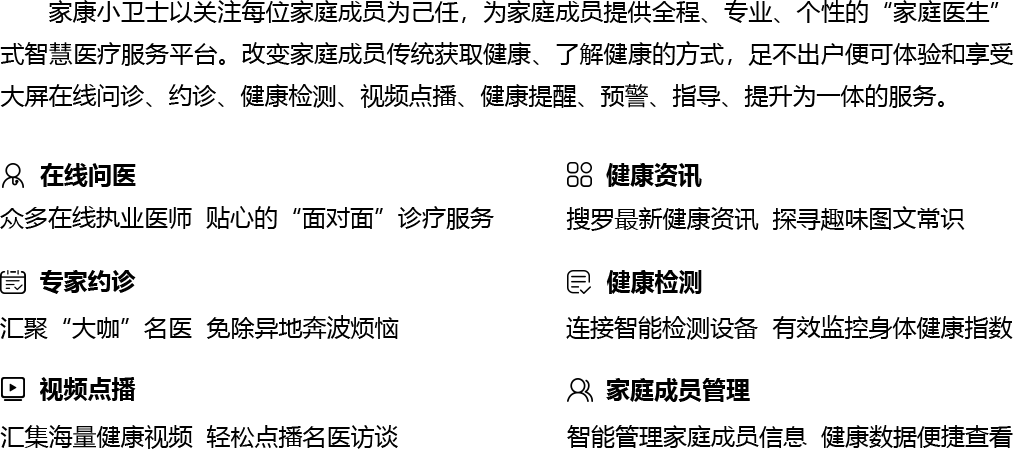 家康小卫士以关注每位家庭成员为己任，为家庭成员提供全程、专业、个性的“家庭医生”
式智慧医疗服务平台。改变家庭成员传统获取健康、了解健康的方式，足不出户便可体验和享受
大屏在线问诊、约诊、健康检测、视频点播、健康提醒、预警、指导、提升为一体的服务。
在线问医
众多在线执业医师 贴心的“面对面”诊疗服务
健康资讯
搜罗最新健康资讯 探寻趣味图文常识
专家约诊
汇聚“大咖”名医 免除异地奔波烦恼
健康检测
连接智能检测设备 有效监控身体健康指数
视频点播
汇集海量健康视频 轻松点播名医访谈
家庭成员管理
智能管理家庭成员信息 健康数据便捷查看